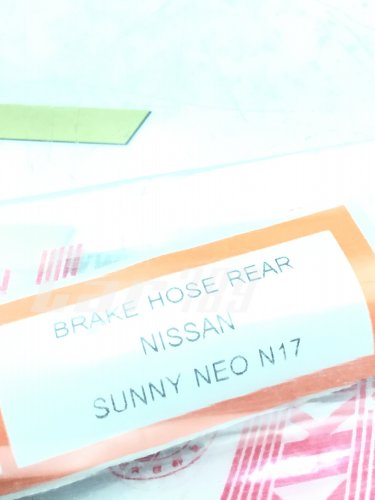 BRAKE HOSE REAR
NISSAN
SUNNY NEO N17